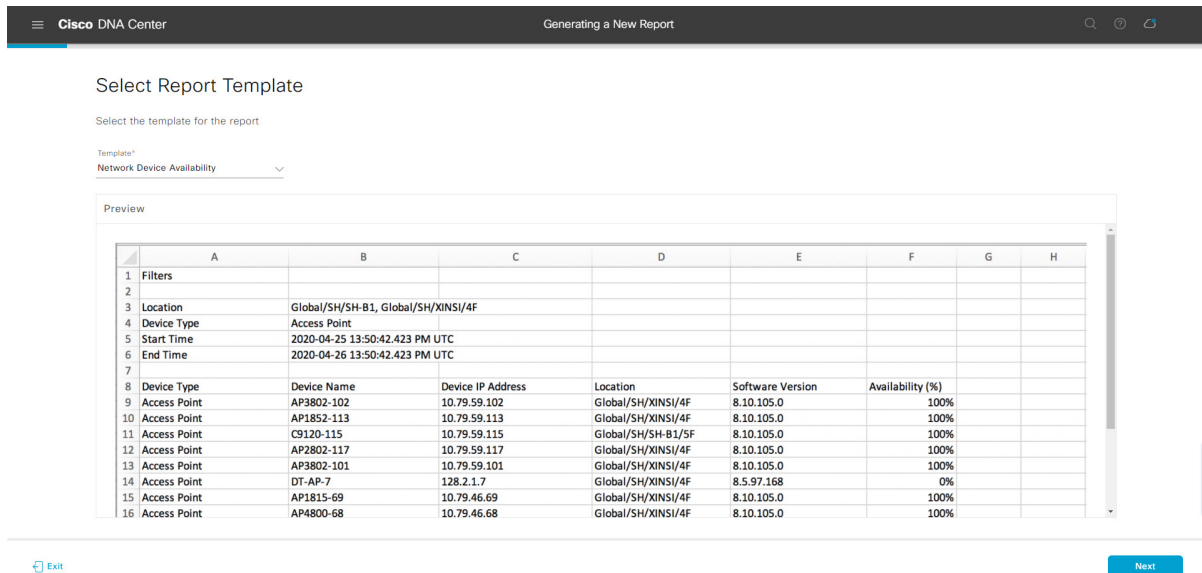 Cisco DNA Center Generating a New Report
Select Report Template
Select the template for the report
Template*
Network Device Availability
Preview
A B C D E F G H
1 Filters
2
3 Location Global/SH/SH-B1, Global/SH/XINSI/4F
4 Device Type Access Point
5 Start Time 2020-04-25 13:50:42.423 PM UTC
6 End Time 2020-04-26 13:50:42.423 PM UTC
7
8 Device Type Device Name Device IP Address Location Software Version Availability (%)
9 Access Point AP3802-102 10.79.59.102 Global/SH/XINSI/4F 8.10.105.0 100%
10 Access Point AP1852-113 10.79.59.113 Global/SH/XINSI/4F 8.10.105.0 100%
11 Access Point C9120-115 10.79.59.115 Global/SH/SH-B1/5F 8.10.105.0 100%
12 Access Point AP2802-117 10.79.59.117 Global/SH/XINSI/4F 8.10.105.0 100%
13 Access Point AP3802-101 10.79.59.101 Global/SH/XINSI/4F 8.10.105.0 100%
14 Access Point DT-AP-7 128.2.1.7 Global/SH/XINSI/4F 8.5.97.168 0%
15 Access Point AP1815-69 10.79.46.69 Global/SH/XINSI/4F 8.10.105.0 100%
16 Access Point AP4800-68 10.79.46.68 Global/SH/XINSI/4F 8.10.105.0 100%
Exit Next